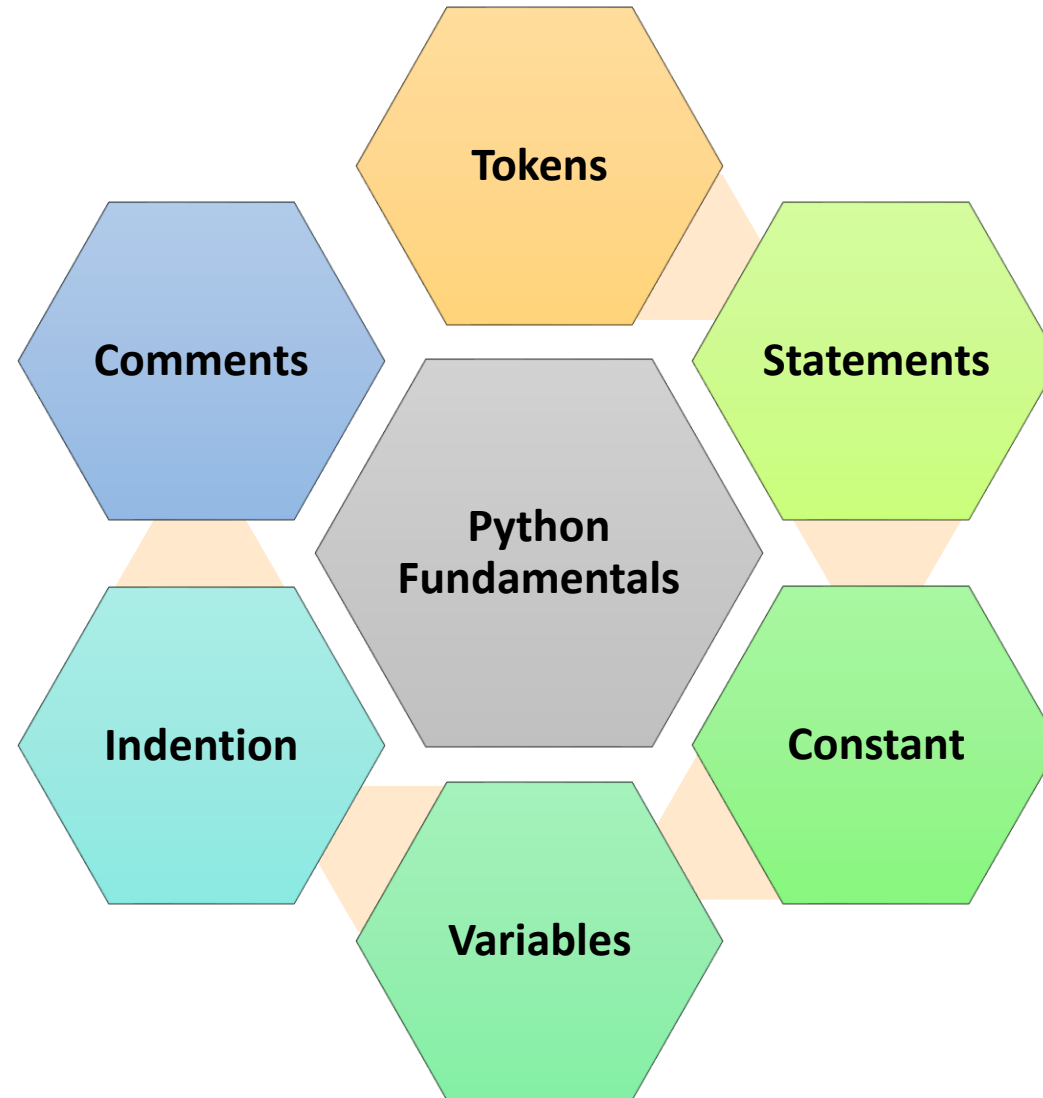 Tokens
Comments
Statements
Python
Fundamentals
Indention
Constant
Variables